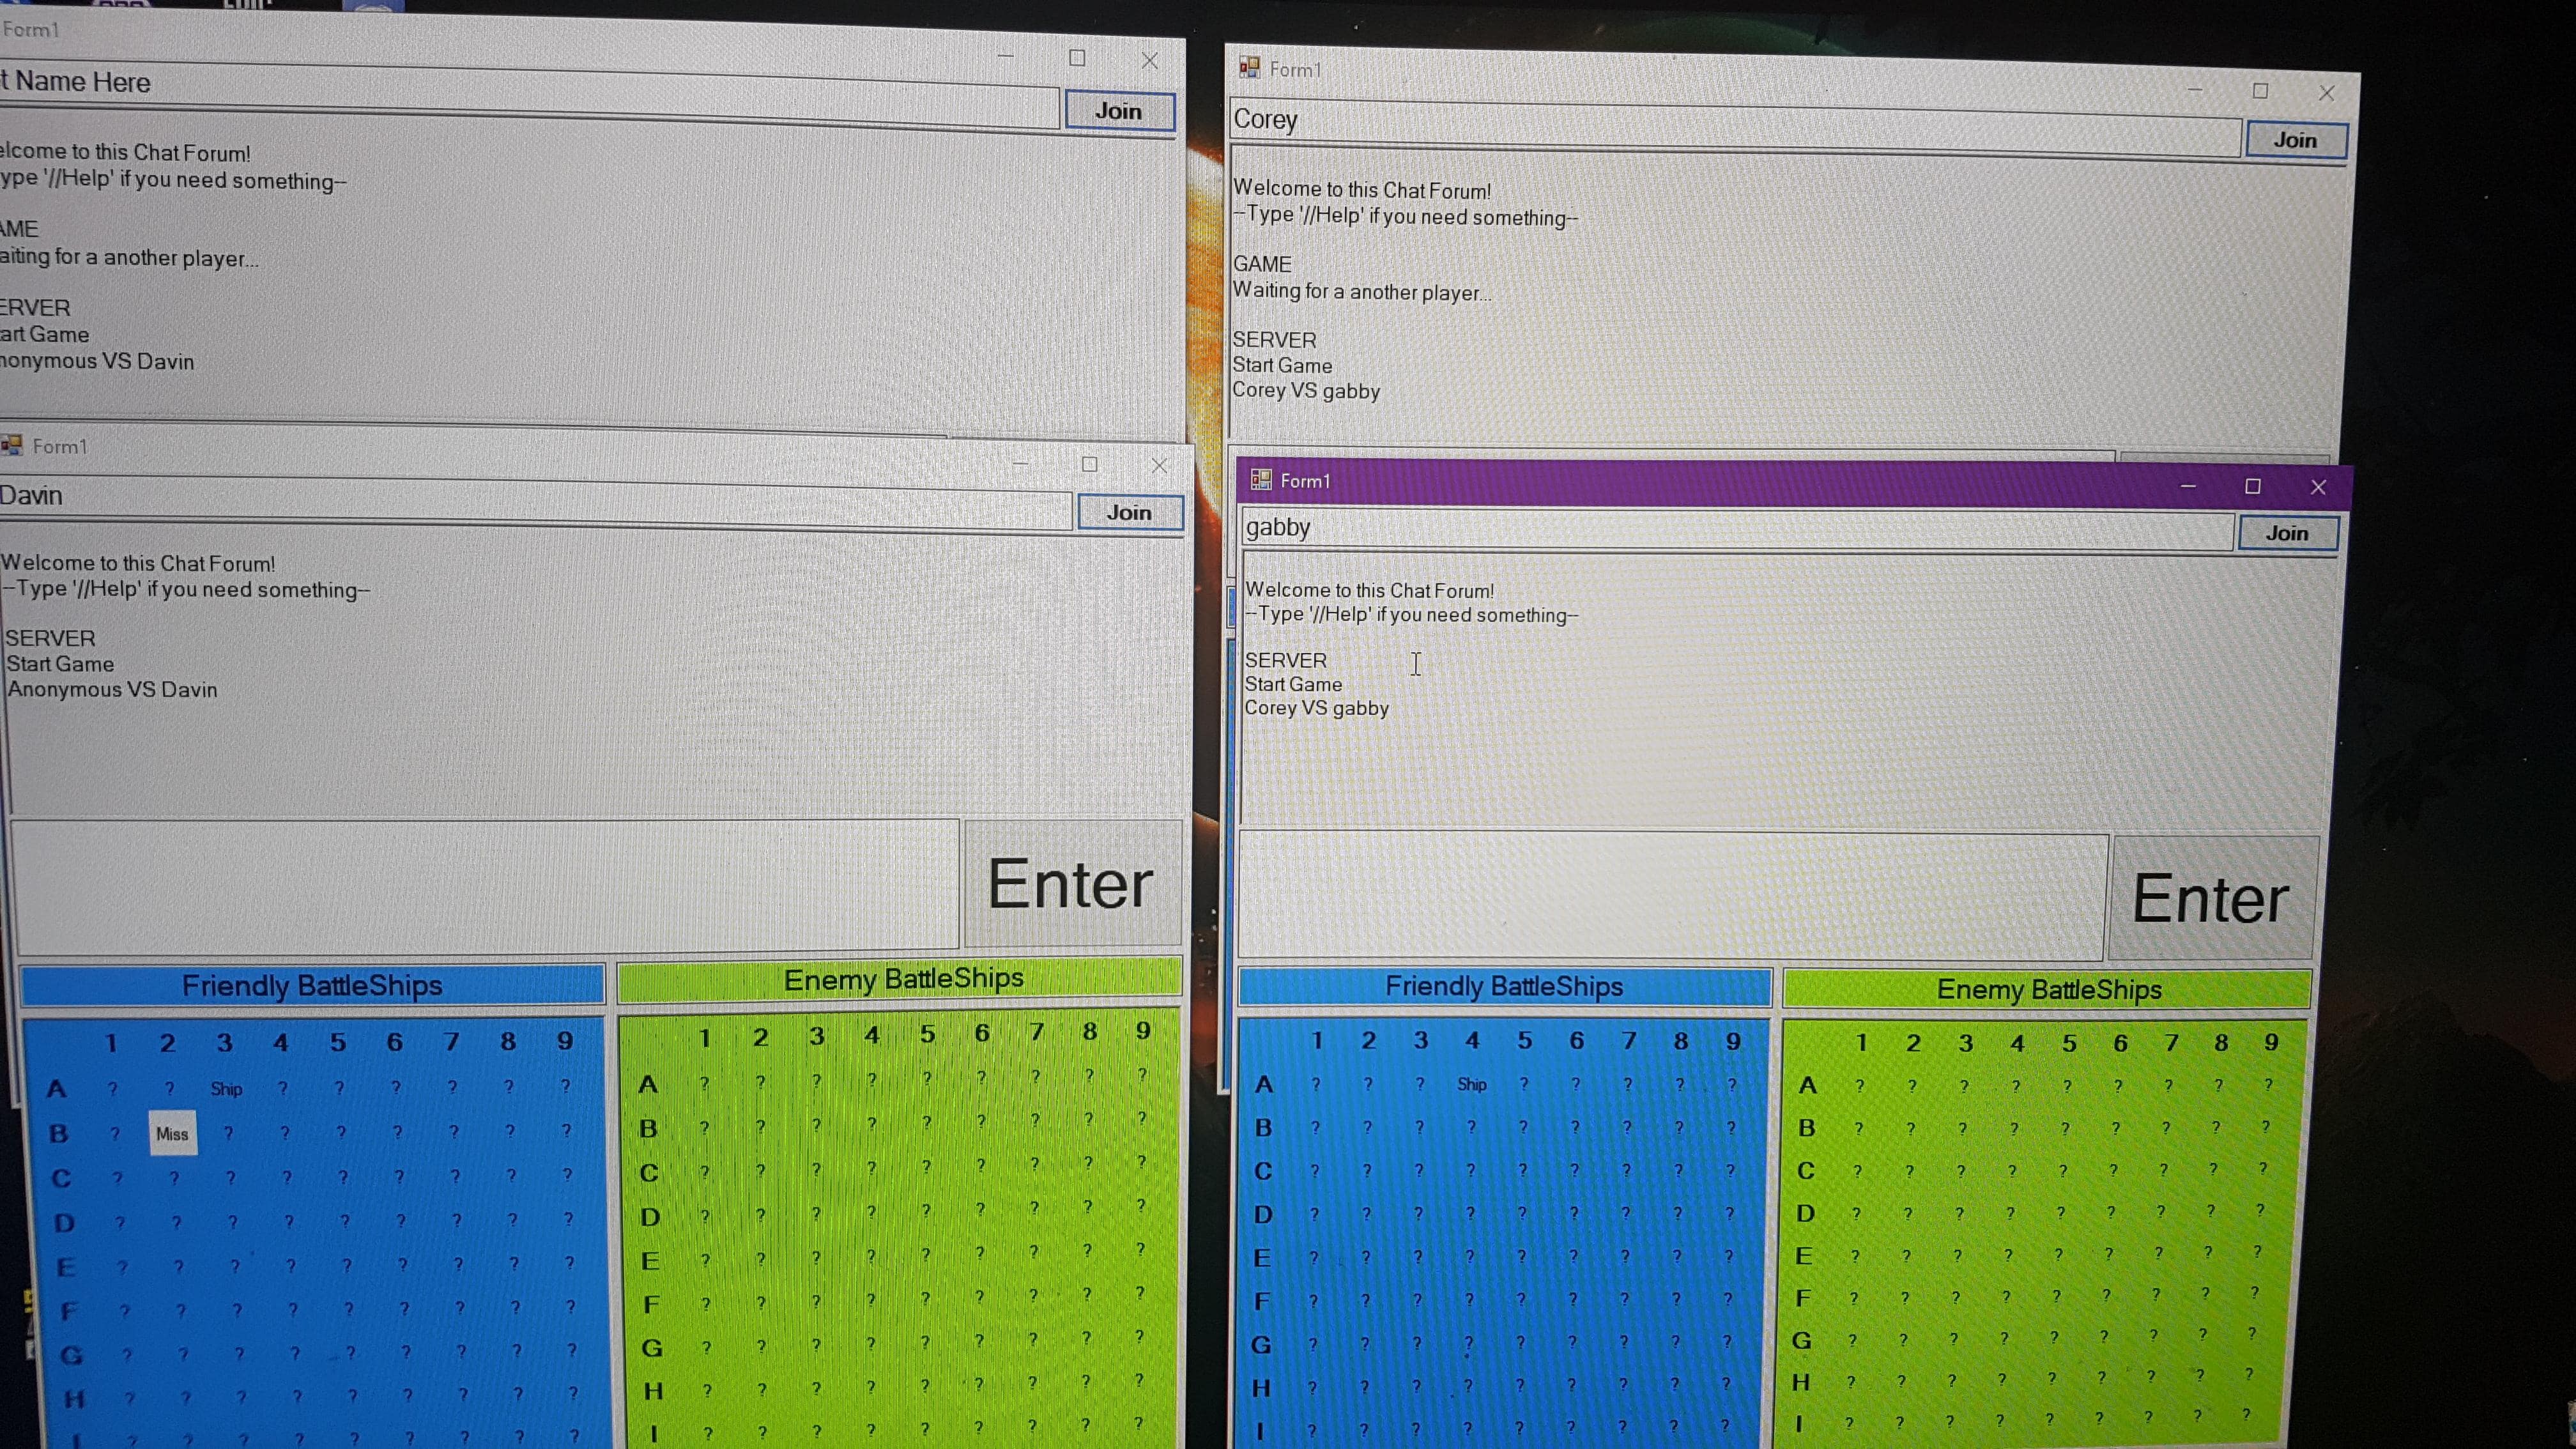 Form1
t Name Here
Join
elcome to this Chat Forum!
ype '//Help' if you need something--
AME
aiting for a another player...
ERVER
art Game
nonymous VS Davin
Form1
Corey
Join
Welcome to this Chat Forum!
--Type '//Help' if you need something--
GAME
Waiting for a another player...
SERVER
Start Game
Corey VS gabby
Form1
Davin
Join
Welcome to this Chat Forum!
--Type '//Help' if you need something--
SERVER
Start Game
Anonymous VS Davin
Enter
Friendly BattleShips
1 2 3 4 5 6 7 8 9
A ? ? Ship ? ? ? ? ? ?
B ? Miss ? ? ? ? ? ? ?
C ? ? ? ? ? ? ? ? ?
D ? ? ? ? ? ? ? ? ?
E ? ? ? ? ? ? ? ? ?
F ? ? ? ? ? ? ? ? ?
G ? ? ? ? ? ? ? ? ?
H ? ? ? ? ? ? ? ? ?
I ? ? ? ? ? ? ? ? ?
Enemy BattleShips
1 2 3 4 5 6 7 8 9
A ? ? ? ? ? ? ? ? ?
B ? ? ? ? ? ? ? ? ?
C ? ? ? ? ? ? ? ? ?
D ? ? ? ? ? ? ? ? ?
E ? ? ? ? ? ? ? ? ?
F ? ? ? ? ? ? ? ? ?
G ? ? ? ? ? ? ? ? ?
H ? ? ? ? ? ? ? ? ?
I ? ? ? ? ? ? ? ? ?
Form1
gabby
Join
Welcome to this Chat Forum!
--Type '//Help' if you need something--
SERVER
Start Game
Corey VS gabby
Enter
Friendly BattleShips
1 2 3 4 5 6 7 8 9
A ? ? ? Ship ? ? ? ? ?
B ? ? ? ? ? ? ? ? ?
C ? ? ? ? ? ? ? ? ?
D ? ? ? ? ? ? ? ? ?
E ? ? ? ? ? ? ? ? ?
F ? ? ? ? ? ? ? ? ?
G ? ? ? ? ? ? ? ? ?
H ? ? ? ? ? ? ? ? ?
I ? ? ? ? ? ? ? ? ?
Enemy BattleShips
1 2 3 4 5 6 7 8 9
A ? ? ? ? ? ? ? ? ?
B ? ? ? ? ? ? ? ? ?
C ? ? ? ? ? ? ? ? ?
D ? ? ? ? ? ? ? ? ?
E ? ? ? ? ? ? ? ? ?
F ? ? ? ? ? ? ? ? ?
G ? ? ? ? ? ? ? ? ?
H ? ? ? ? ? ? ? ? ?
I ? ? ? ? ? ? ? ? ?